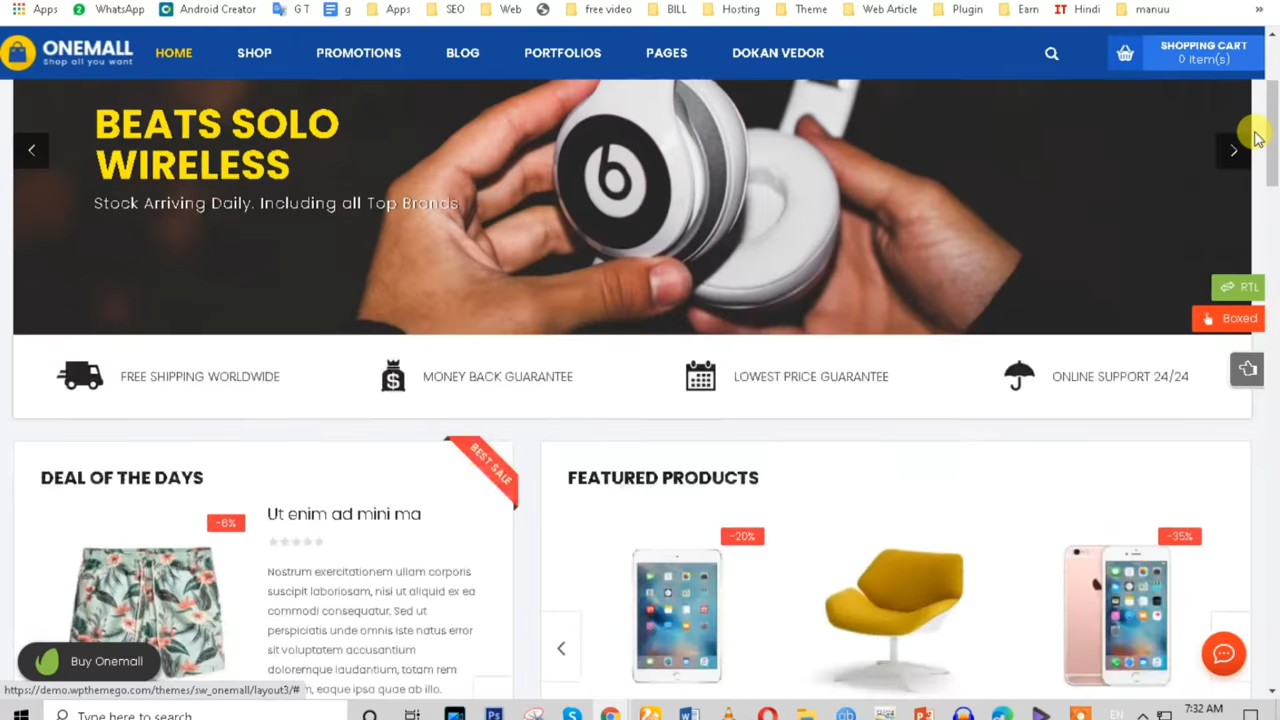 Apps WhatsApp Android Creator G T g Apps SEO Web free video BILL Hosting Theme Web Article Plugin Earn IT Hindi manuu »
ONEMALL
Shop all you want
HOME SHOP PROMOTIONS BLOG PORTFOLIOS PAGES DOKAN VEDOR
SHOPPING CART
0 item(s)
BEATS SOLO
WIRELESS
Stock Arriving Daily. Including all Top Brands
b
RTL
Boxed
FREE SHIPPING WORLDWIDE MONEY BACK GUARANTEE LOWEST PRICE GUARANTEE ONLINE SUPPORT 24/24
BEST SALE
DEAL OF THE DAYS
-6%
Ut enim ad mini ma
Nostrum exercitationem ullam corporis
suscipit laboriosam, nisi ut aliquid ex ea
commodi consequatur. Sed ut
perspiciatis unde omnis iste natus error
sit voluptatem accusantium
doloremque laudantium, totam rem
m, eaque ipsa quae ab illo.
FEATURED PRODUCTS
-20%
-35%
Buy Onemall
https://demo.wpthemego.com/themes/sw_onemall/layout3/#
Type here to search
EN
7:32 AM